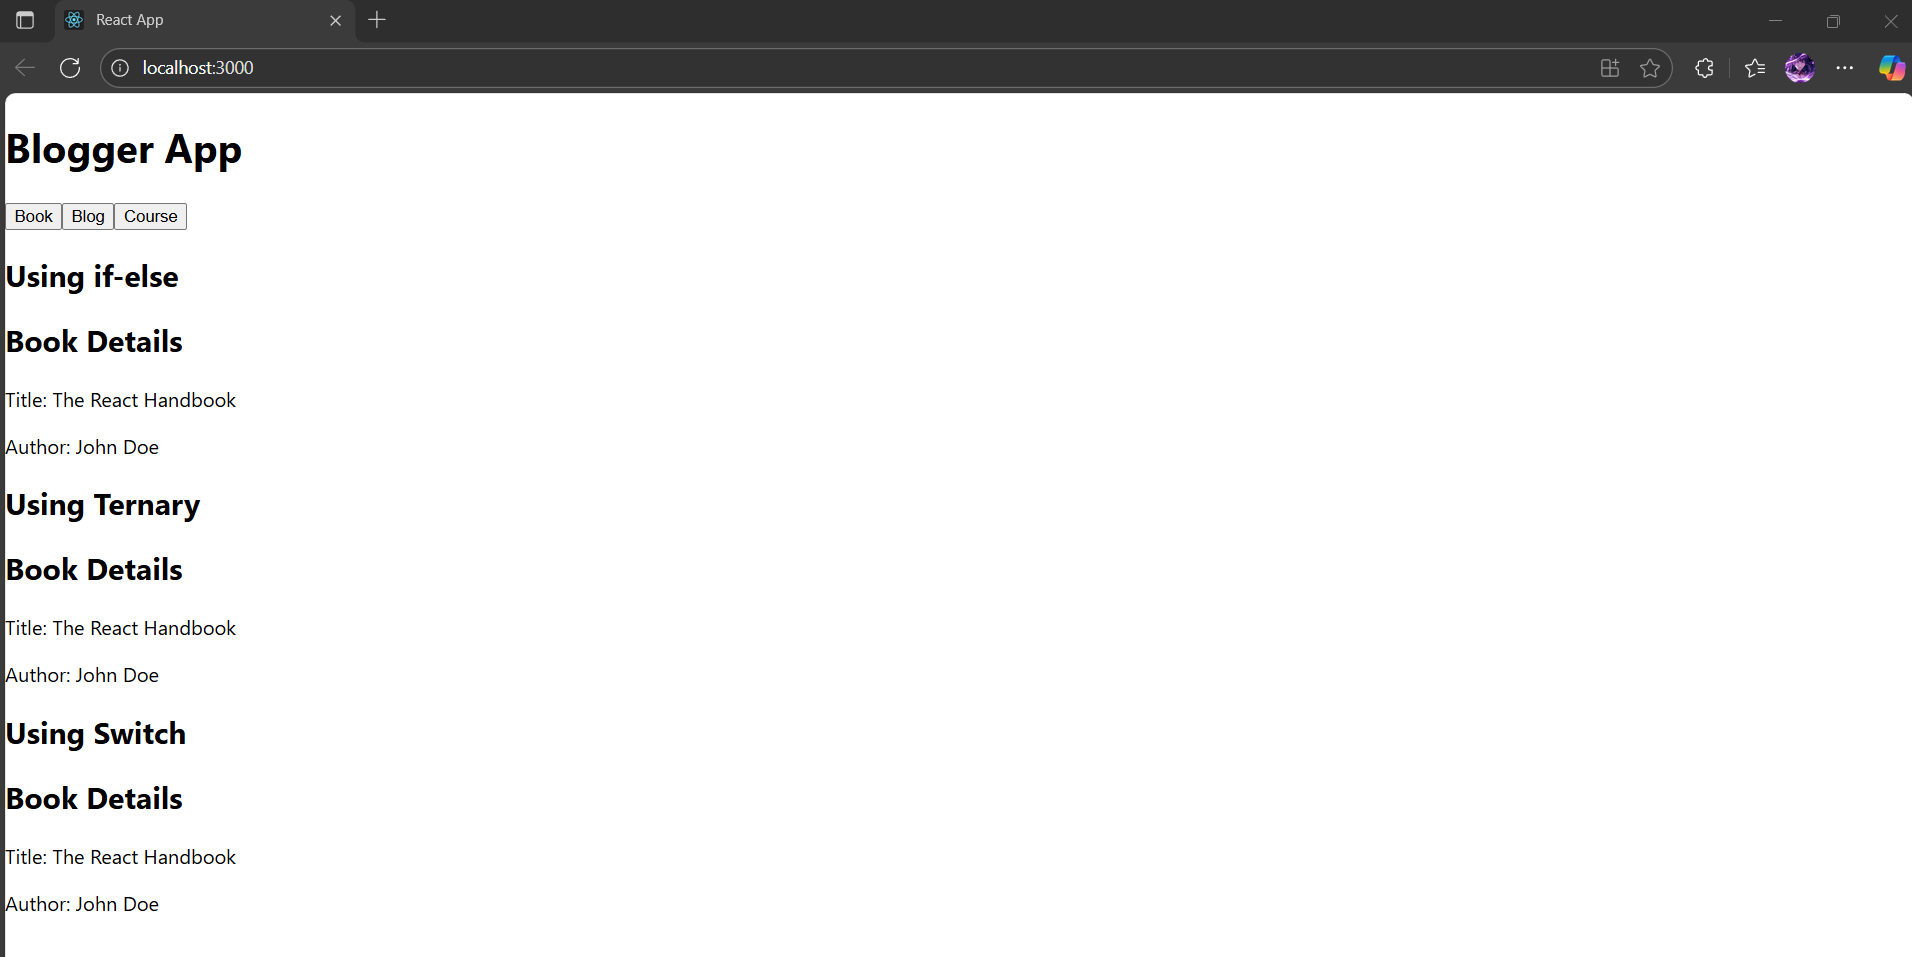 React App
localhost:3000
Blogger App
Book Blog Course
Using if-else
Book Details
Title: The React Handbook
Author: John Doe
Using Ternary
Book Details
Title: The React Handbook
Author: John Doe
Using Switch
Book Details
Title: The React Handbook
Author: John Doe